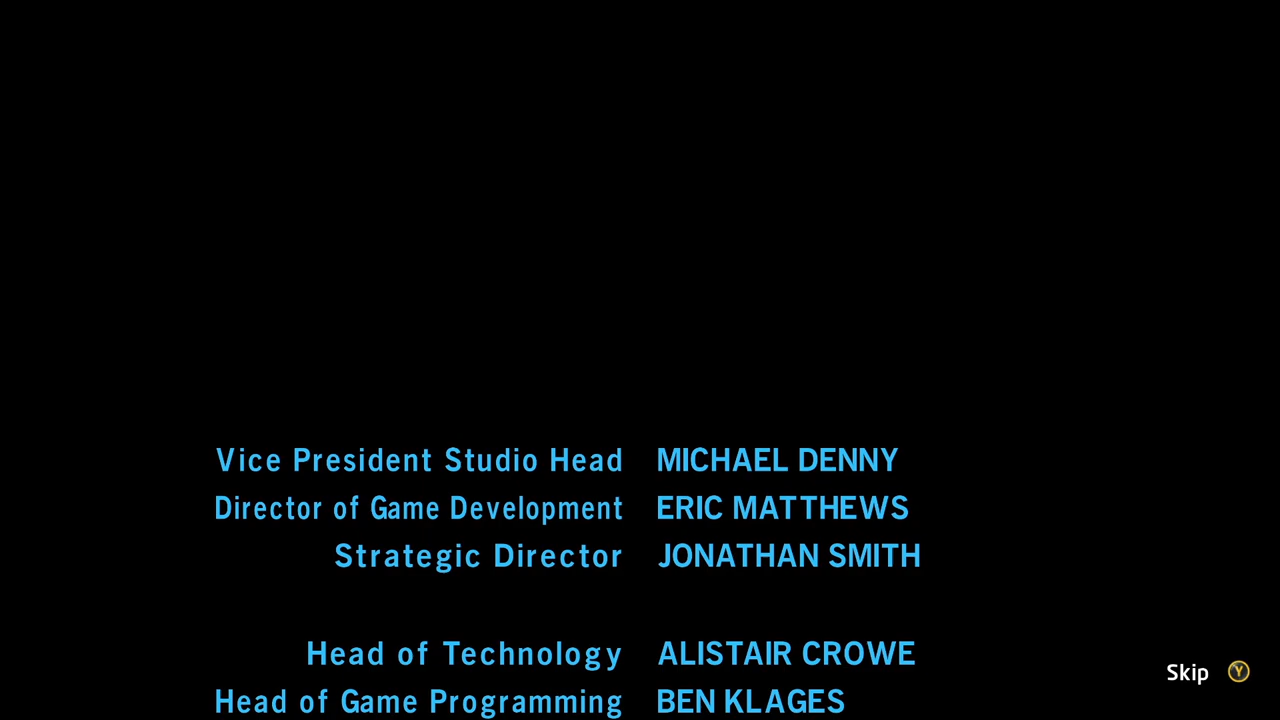 Vice President Studio Head MICHAEL DENNY
Director of Game Development ERIC MATTHEWS
Strategic Director JONATHAN SMITH
Head of Technology ALISTAIR CROWE
Skip Y
Head of Game Programming BEN KLAGES